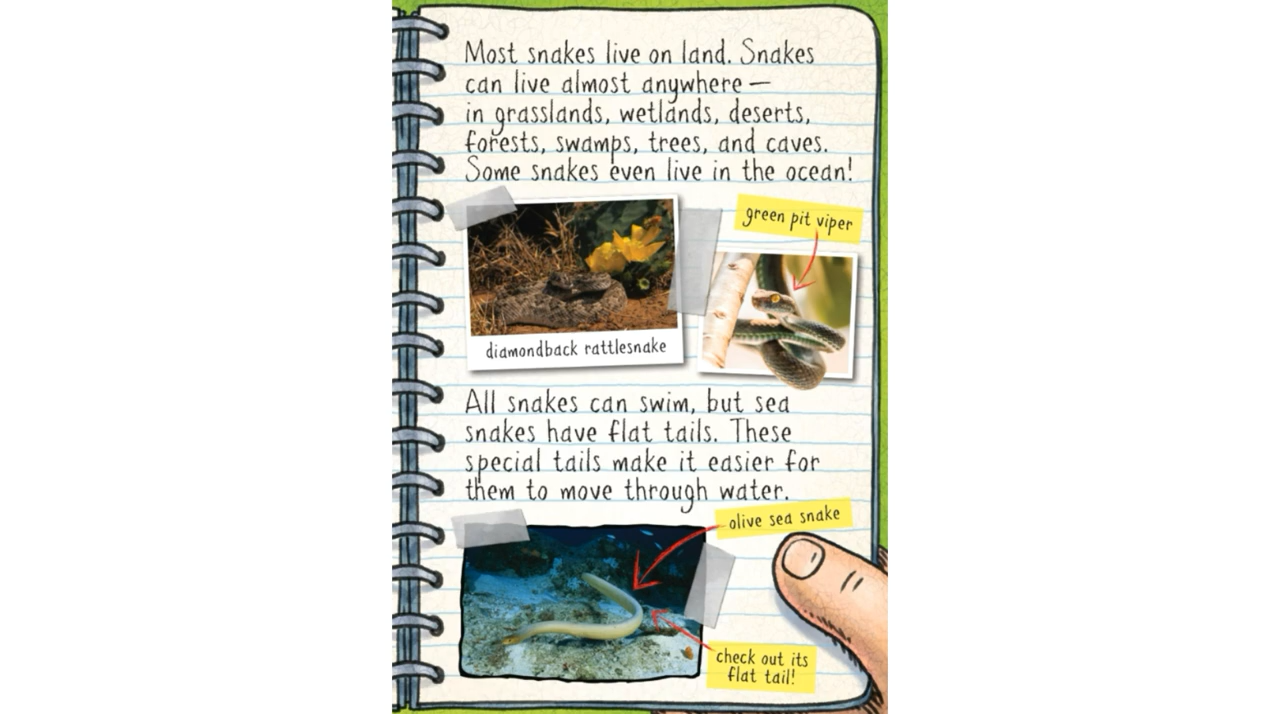 Most snakes live on land. Snakes
can live almost anywhere —
in grasslands, wetlands, deserts,
forests, swamps, trees, and caves.
Some snakes even live in the ocean!
green pit viper
diamondback rattlesnake
All snakes can swim, but sea
snakes have flat tails. These
special tails make it easier for
them to move through water.
olive sea snake
check out its
flat tail!